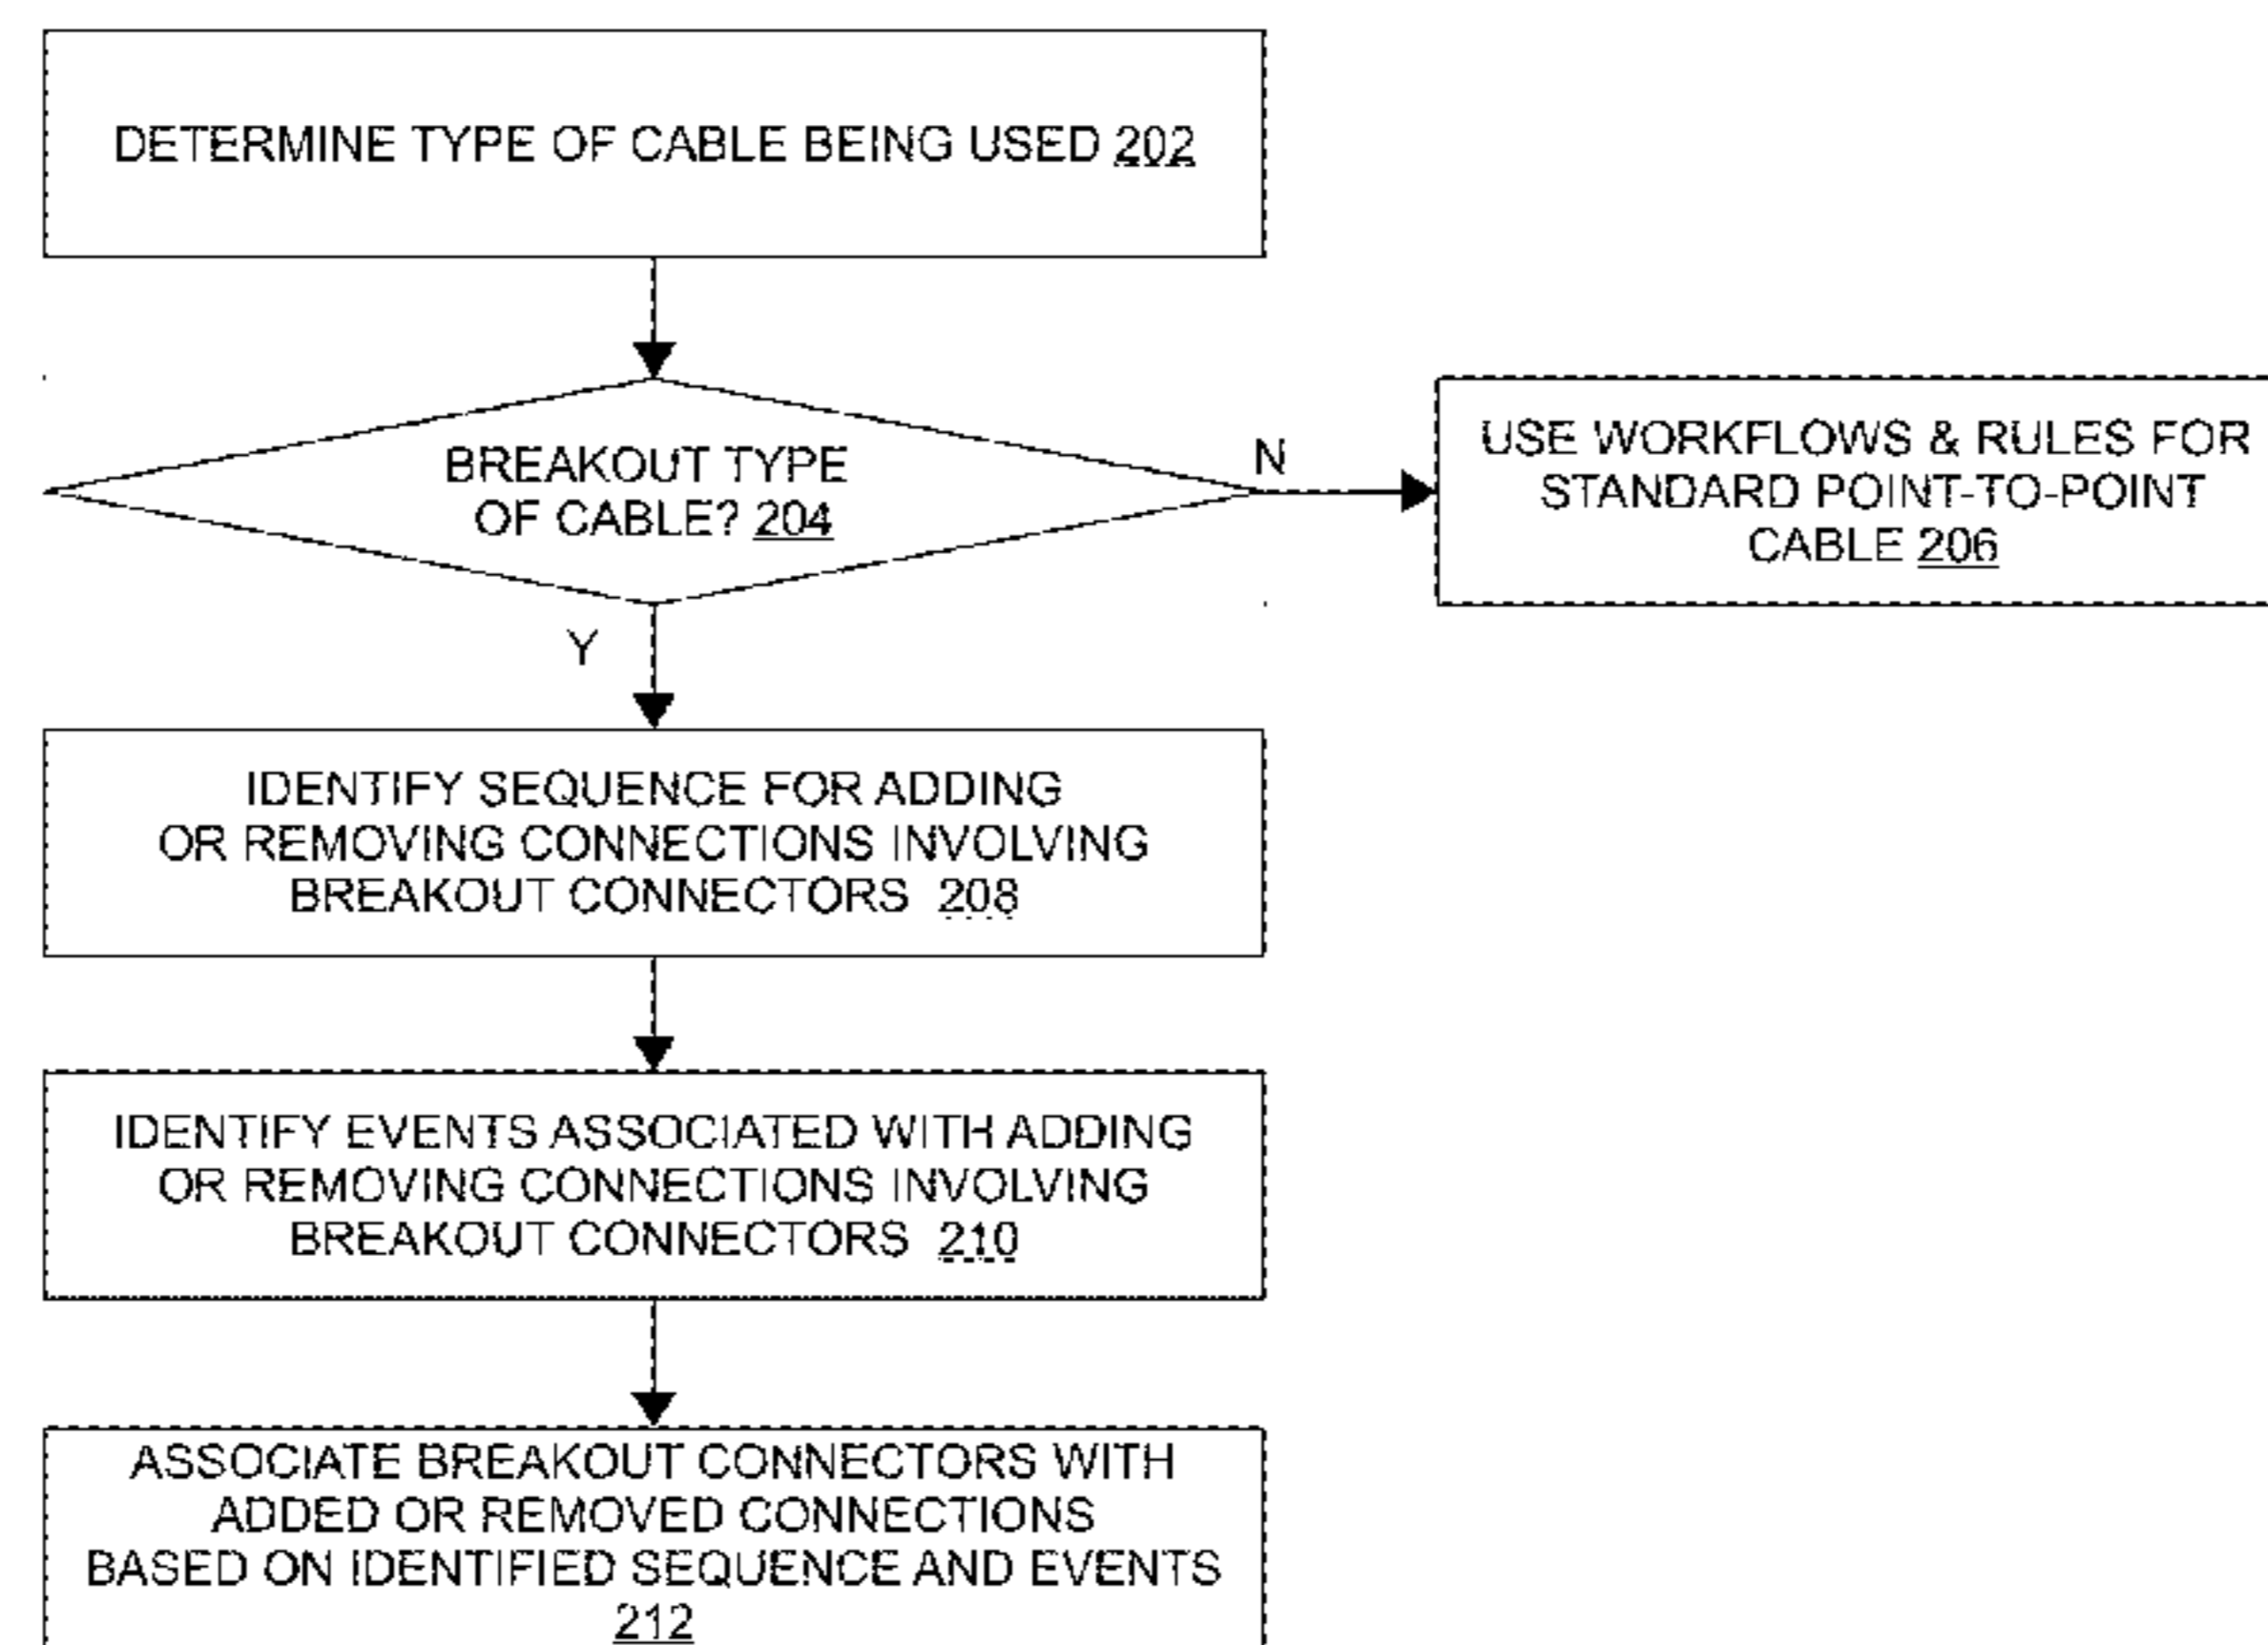 DETERMINE TYPE OF CABLE BEING USED 202
BREAKOUT TYPE
OF CABLE? 204
N
USE WORKFLOWS & RULES FOR
STANDARD POINT-TO-POINT
CABLE 206
Y
IDENTIFY SEQUENCE FOR ADDING
OR REMOVING CONNECTIONS INVOLVING
BREAKOUT CONNECTORS 208
IDENTIFY EVENTS ASSOCIATED WITH ADDING
OR REMOVING CONNECTIONS INVOLVING
BREAKOUT CONNECTORS 210
ASSOCIATE BREAKOUT CONNECTORS WITH
ADDED OR REMOVED CONNECTIONS
BASED ON IDENTIFIED SEQUENCE AND EVENTS
212